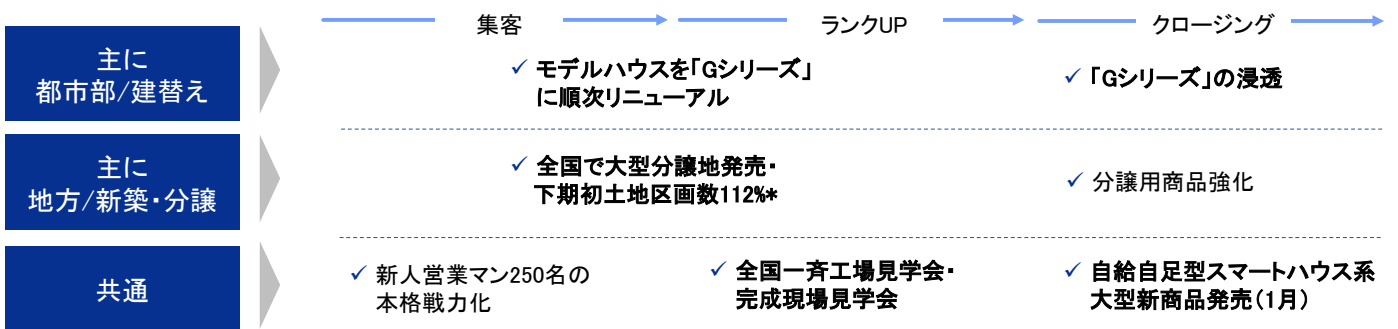 集客
ランクUP
クロージング
主に
都市部/建替え
✓ モデルハウスを「Gシリーズ」
に順次リニューアル
✓ 「Gシリーズ」の浸透
主に
地方/新築・分譲
✓ 全国で大型分譲地発売・
下期初土地区画数112%*
✓ 分譲用商品強化
共通
✓ 新人営業マン250名の
本格戦力化
✓ 全国一斉工場見学会・
完成現場見学会
✓ 自給自足型スマートハウス系
大型新商品発売(1月)